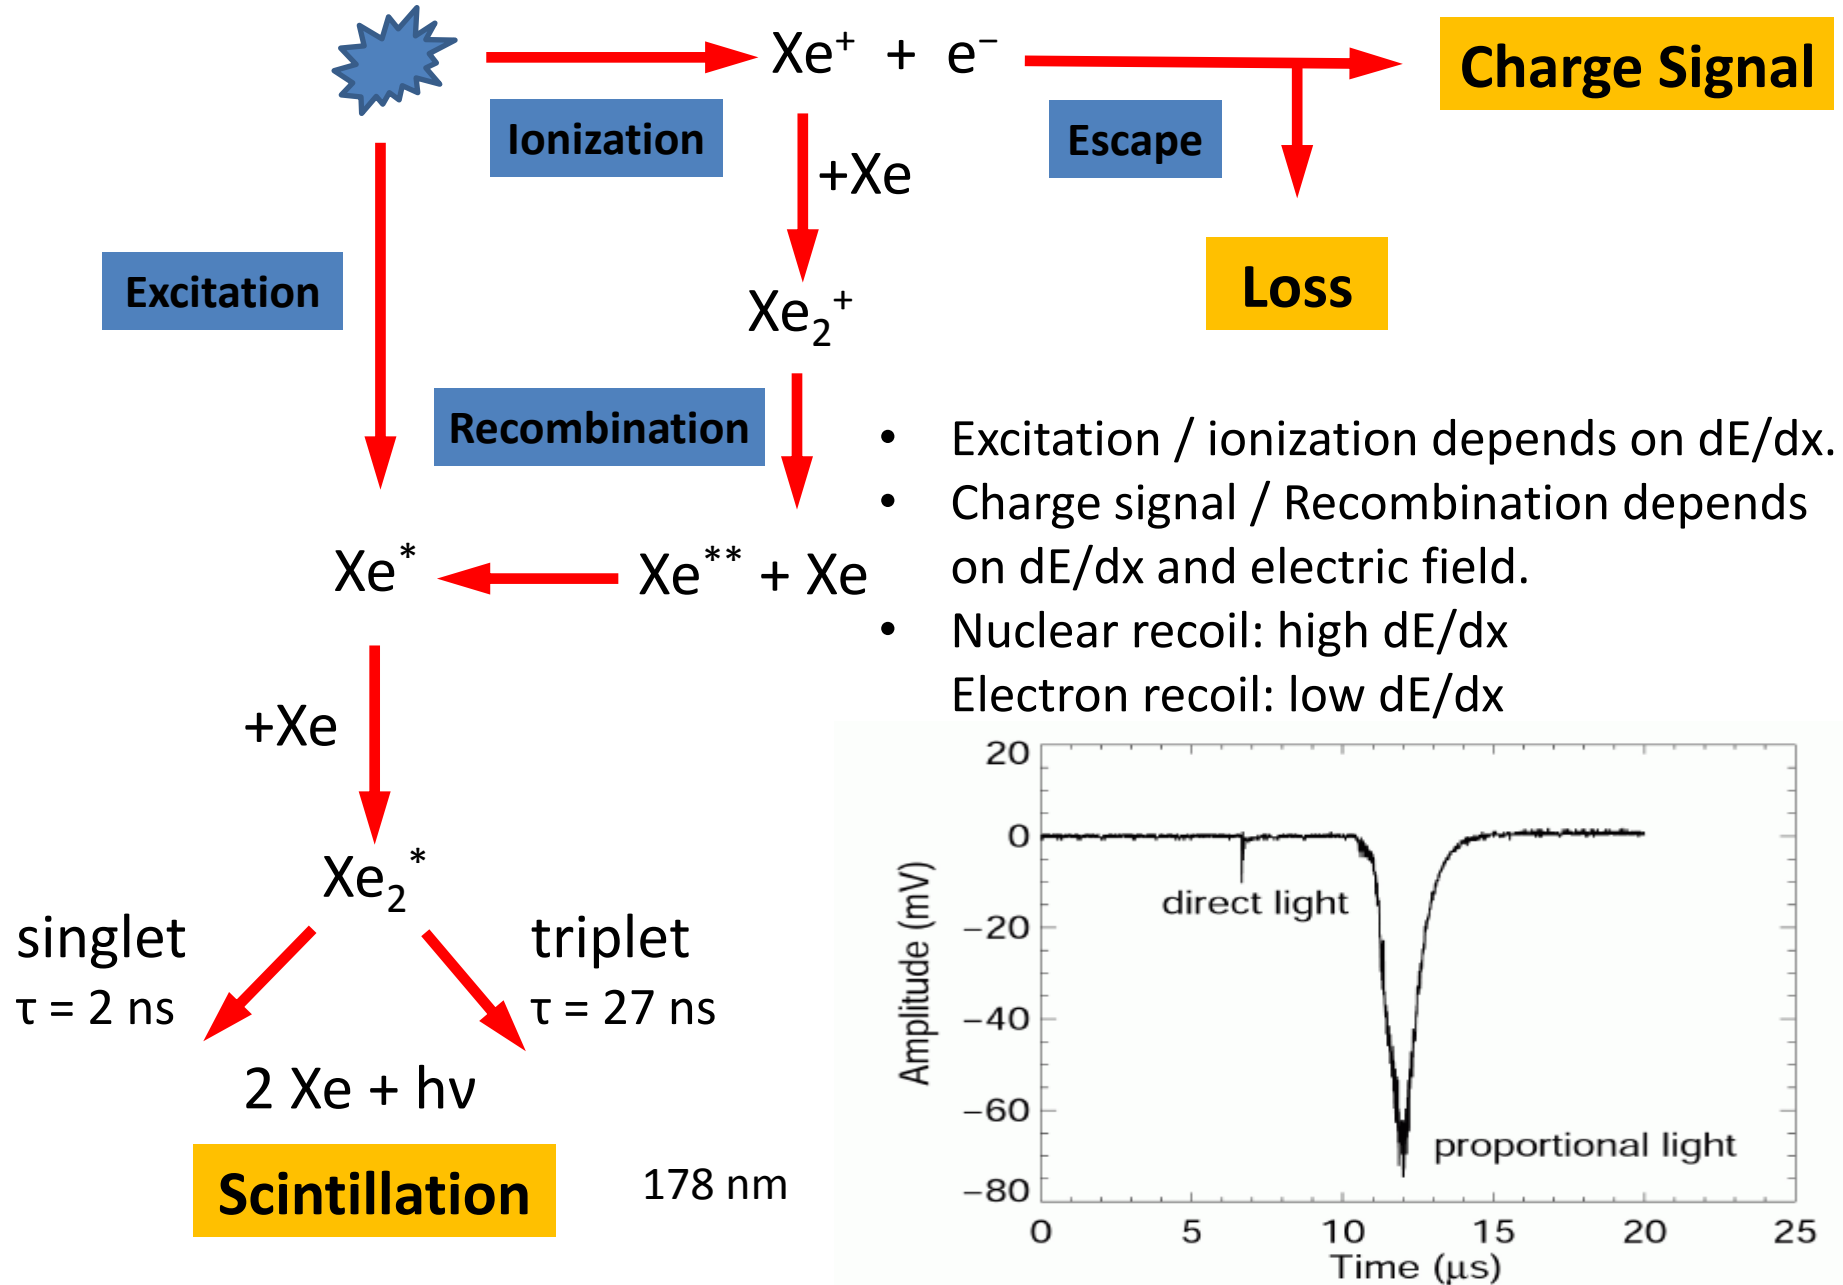 Xe⁺ + e⁻
Charge Signal
Ionization
Escape
+Xe
Excitation
Loss
Xe₂⁺
Recombination
• Excitation / ionization depends on dE/dx.
• Charge signal / Recombination depends
on dE/dx and electric field.
Xe* 
Xe** + Xe
• Nuclear recoil: high dE/dx
Electron recoil: low dE/dx
+Xe
Xe₂*
singlet
τ = 2 ns
triplet
τ = 27 ns
2 Xe + hν
Scintillation
178 nm
20
0
−20
−40
−60
−80
Amplitude (mV)
direct light
proportional light
0 5 10 15 20 25
Time (μs)